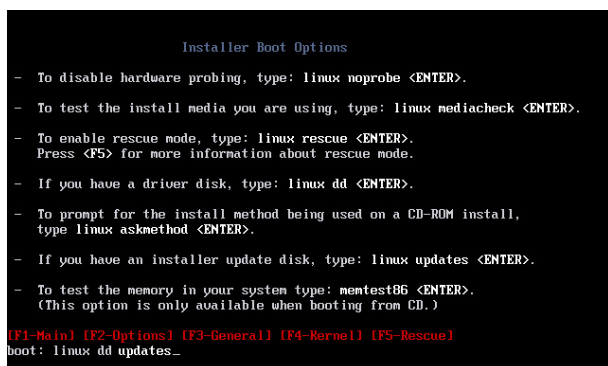 Installer Boot Options
- To disable hardware probing, type: linux noprobe <ENTER>.
- To test the install media you are using, type: linux mediacheck <ENTER>.
- To enable rescue mode, type: linux rescue <ENTER>.
Press <F5> for more information about rescue mode.
- If you have a driver disk, type: linux dd <ENTER>.
- To prompt for the install method being used on a CD-ROM install,
type linux askmethod <ENTER>.
- If you have an installer update disk, type: linux updates <ENTER>.
- To test the memory in your system type: memtest86 <ENTER>.
(This option is only available when booting from CD.)
[F1-Main] [F2-Options] [F3-General] [F4-Kernel] [F5-Rescue]
boot: linux dd updates_